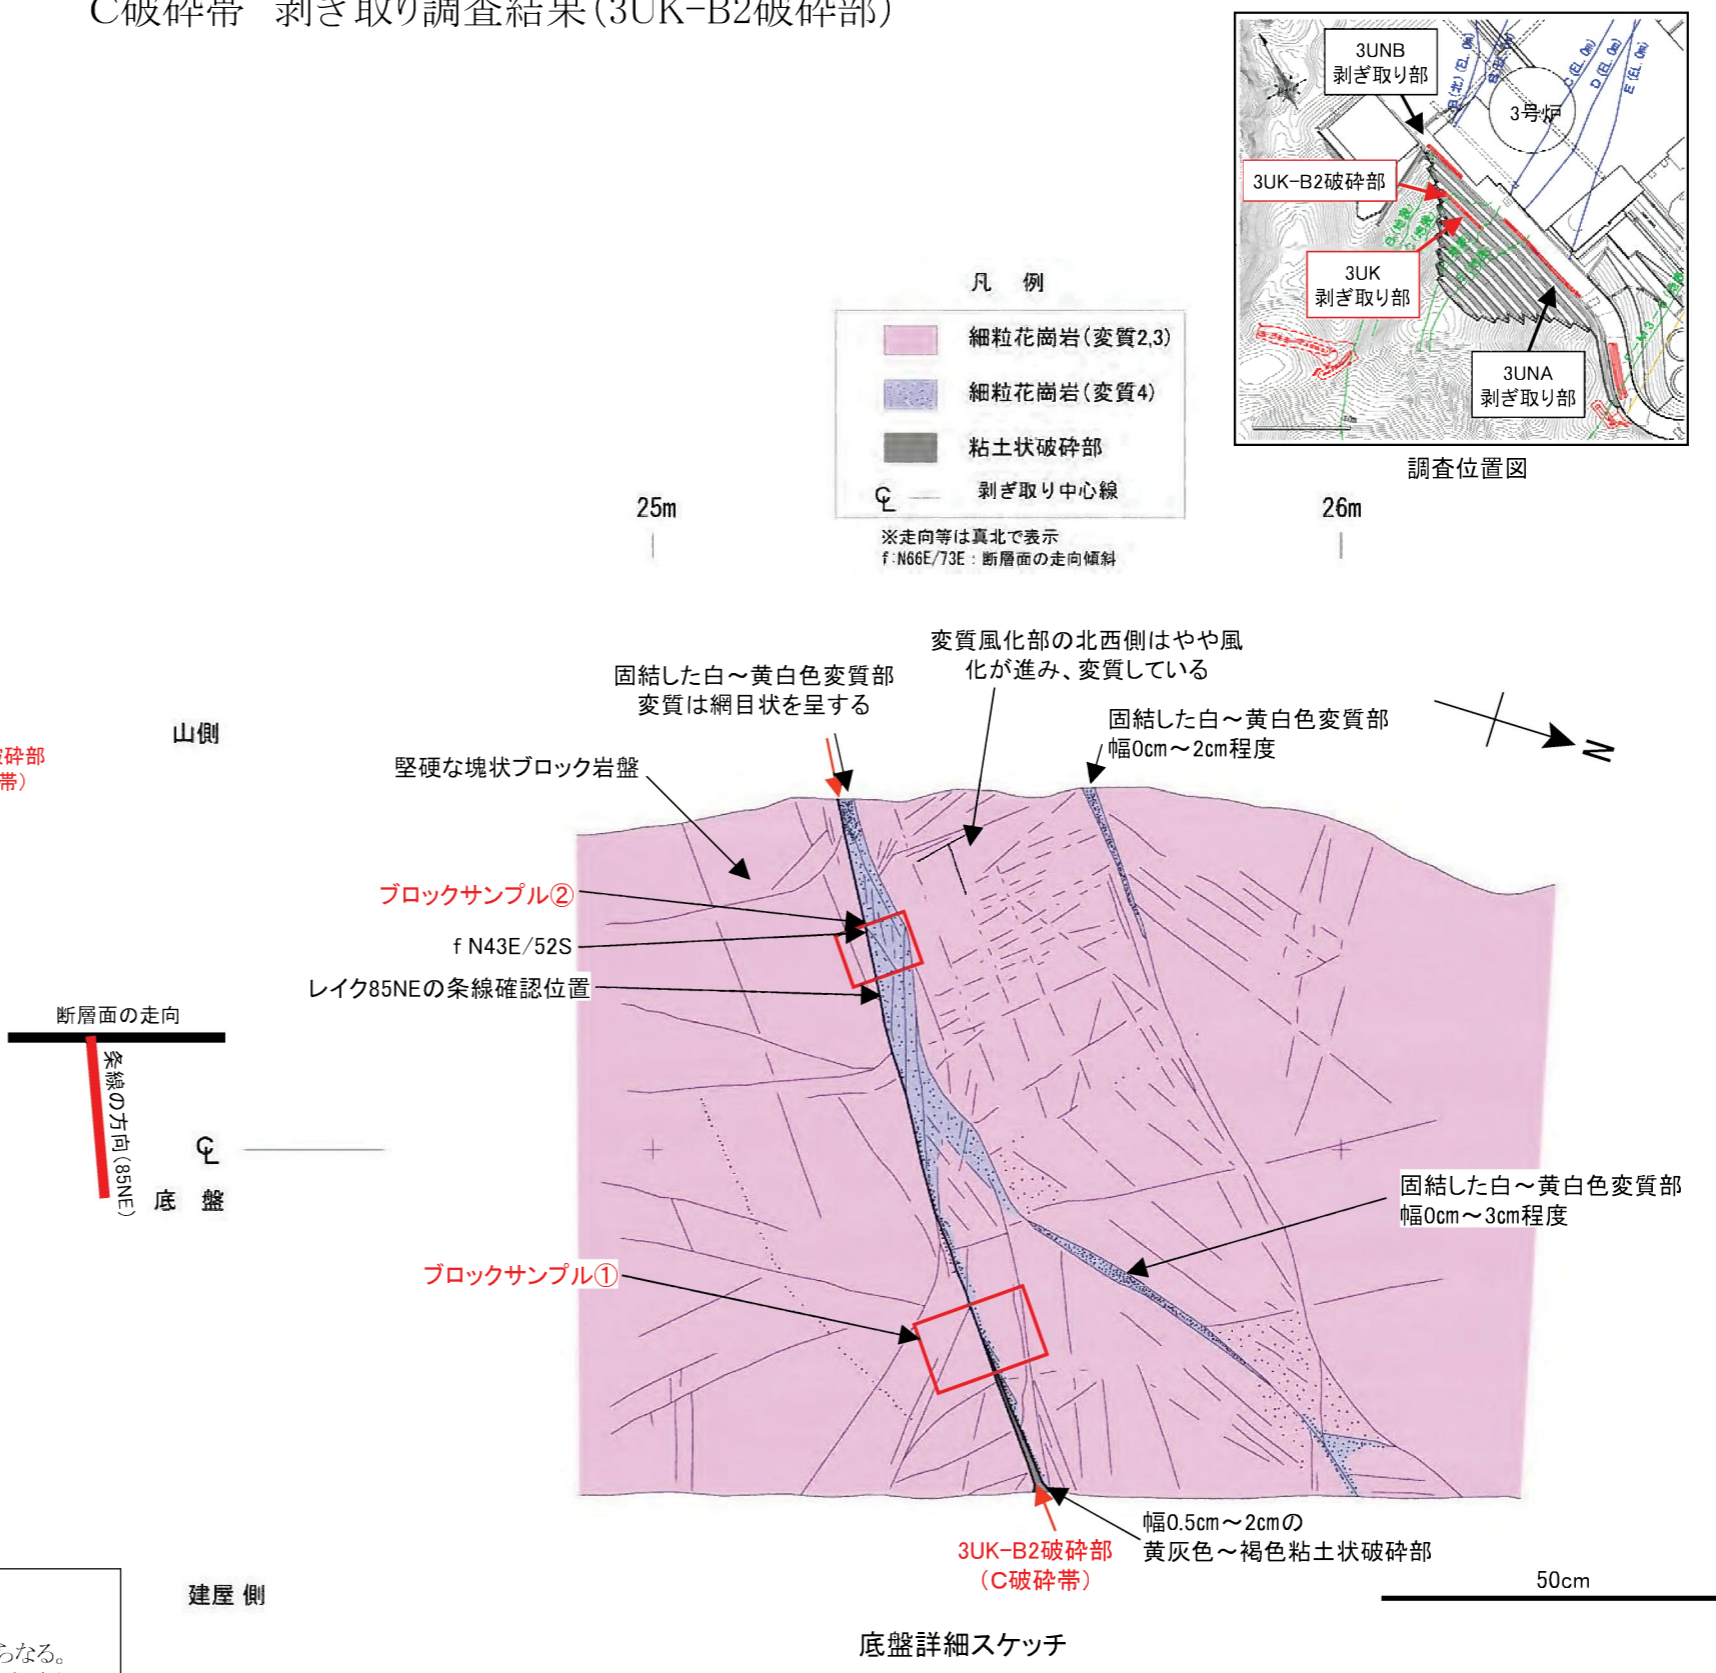 C破砕帯 剥ぎ取り調査結果(3UK-B2破砕部)
3UNB
剥ぎ取り部
3号炉
C(EL.0m)
D(EL.0m)
E(EL.0m)
3UK-B2破砕部
3UK
剥ぎ取り部
3UNA
剥ぎ取り部
調査位置図
凡 例
細粒花崗岩(変質2,3)
細粒花崗岩(変質4)
粘土状破砕部
剥ぎ取り中心線
※走向等は真北で表示
f:N66E/73E:断層面の走向傾斜
25m
26m
変質風化部の北西側はやや風
化が進み、変質している
固結した白~黄白色変質部
変質は網目状を呈する
固結した白~黄白色変質部
幅0cm~2cm程度
N
山側
破砕部
帯)
堅硬な塊状ブロック岩盤
ブロックサンプル②
f N43E/52S
レイク85NEの条線確認位置
断層面の走向
条線の方向(85NE)
℄
底 盤
固結した白~黄白色変質部
幅0cm~3cm程度
ブロックサンプル①
幅0.5cm~2cmの
黄灰色~褐色粘土状破砕部
3UK-B2破砕部
(C破砕帯)
50cm
建屋 側
底盤詳細スケッチ
らなる。